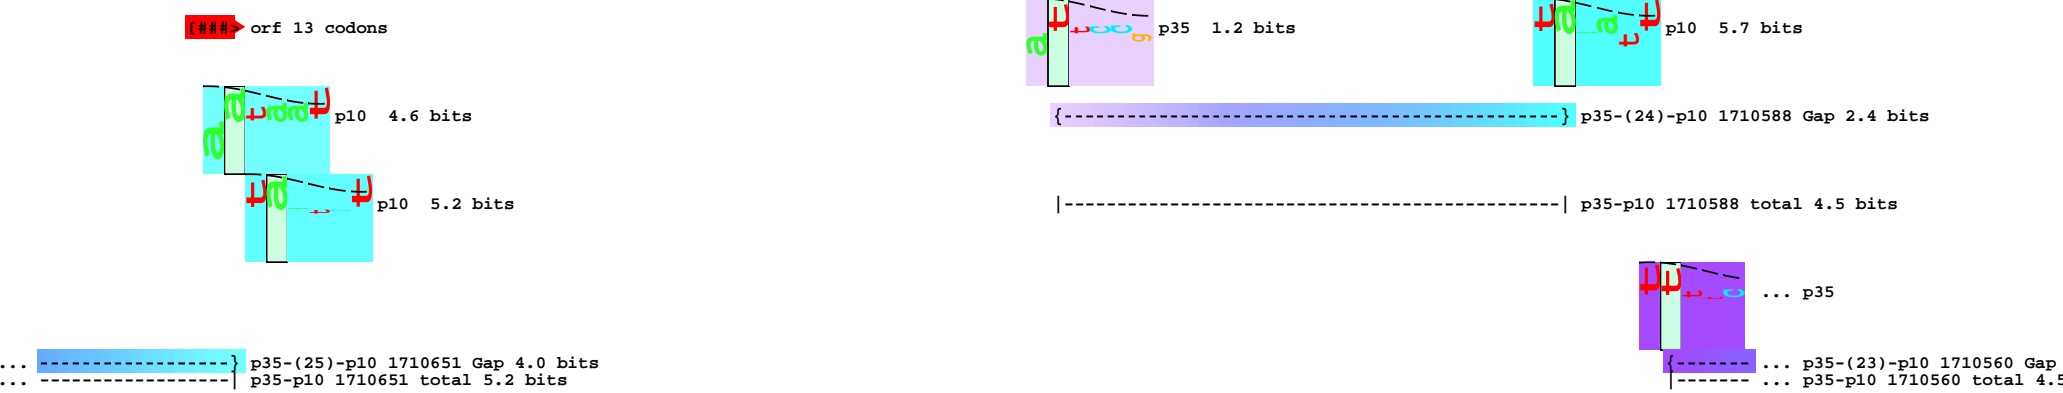 [###> orf 13 codons
p35 1.2 bits
p10 5.7 bits
p10 4.6 bits
{-----------------------------------------------} p35-(24)-p10 1710588 Gap 2.4 bits
p10 5.2 bits
|-----------------------------------------------| p35-p10 1710588 total 4.5 bits
... p35
... ------------------} p35-(25)-p10 1710651 Gap 4.0 bits
{------- ... p35-(23)-p10 1710560 Gap
... ------------------| p35-p10 1710651 total 5.2 bits
|------- ... p35-p10 1710560 total 4.5